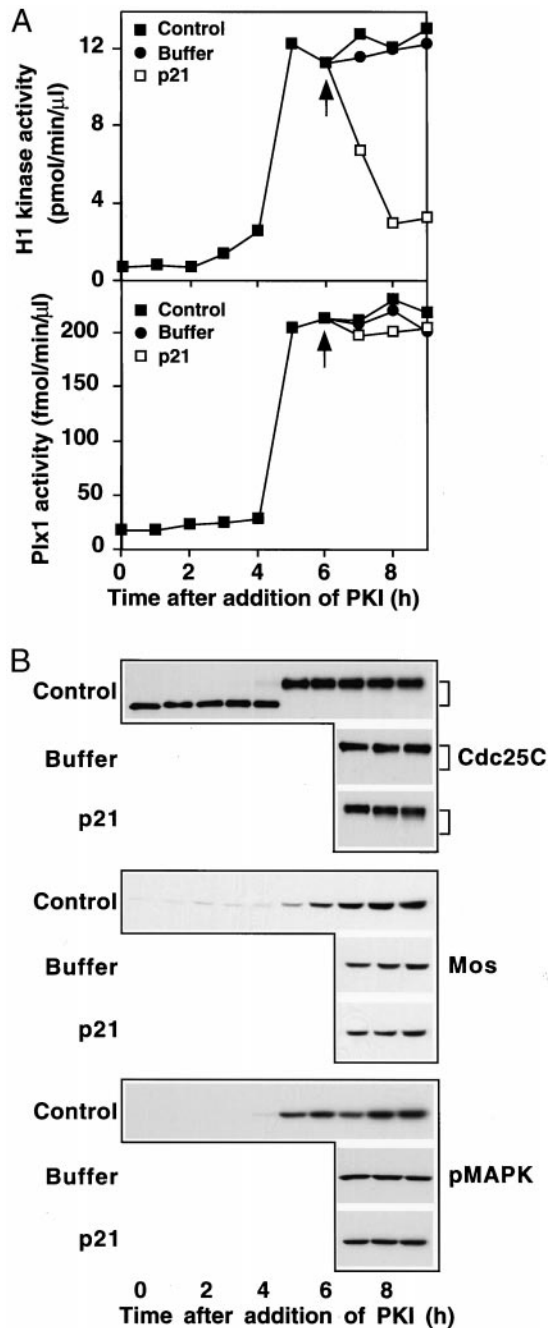 A
H1 kinase activity
(pmol/min/μl)
12
8
4
0
Control
Buffer
p21
Plx1 activity (fmol/min/μl)
200
150
100
50
0
Control
Buffer
p21
0 2 4 6 8
Time after addition of PKI (h)
B
Control
Buffer
p21
Cdc25C
Control
Buffer
p21
Mos
Control
Buffer
p21
pMAPK
0 2 4 6 8
Time after addition of PKI (h)